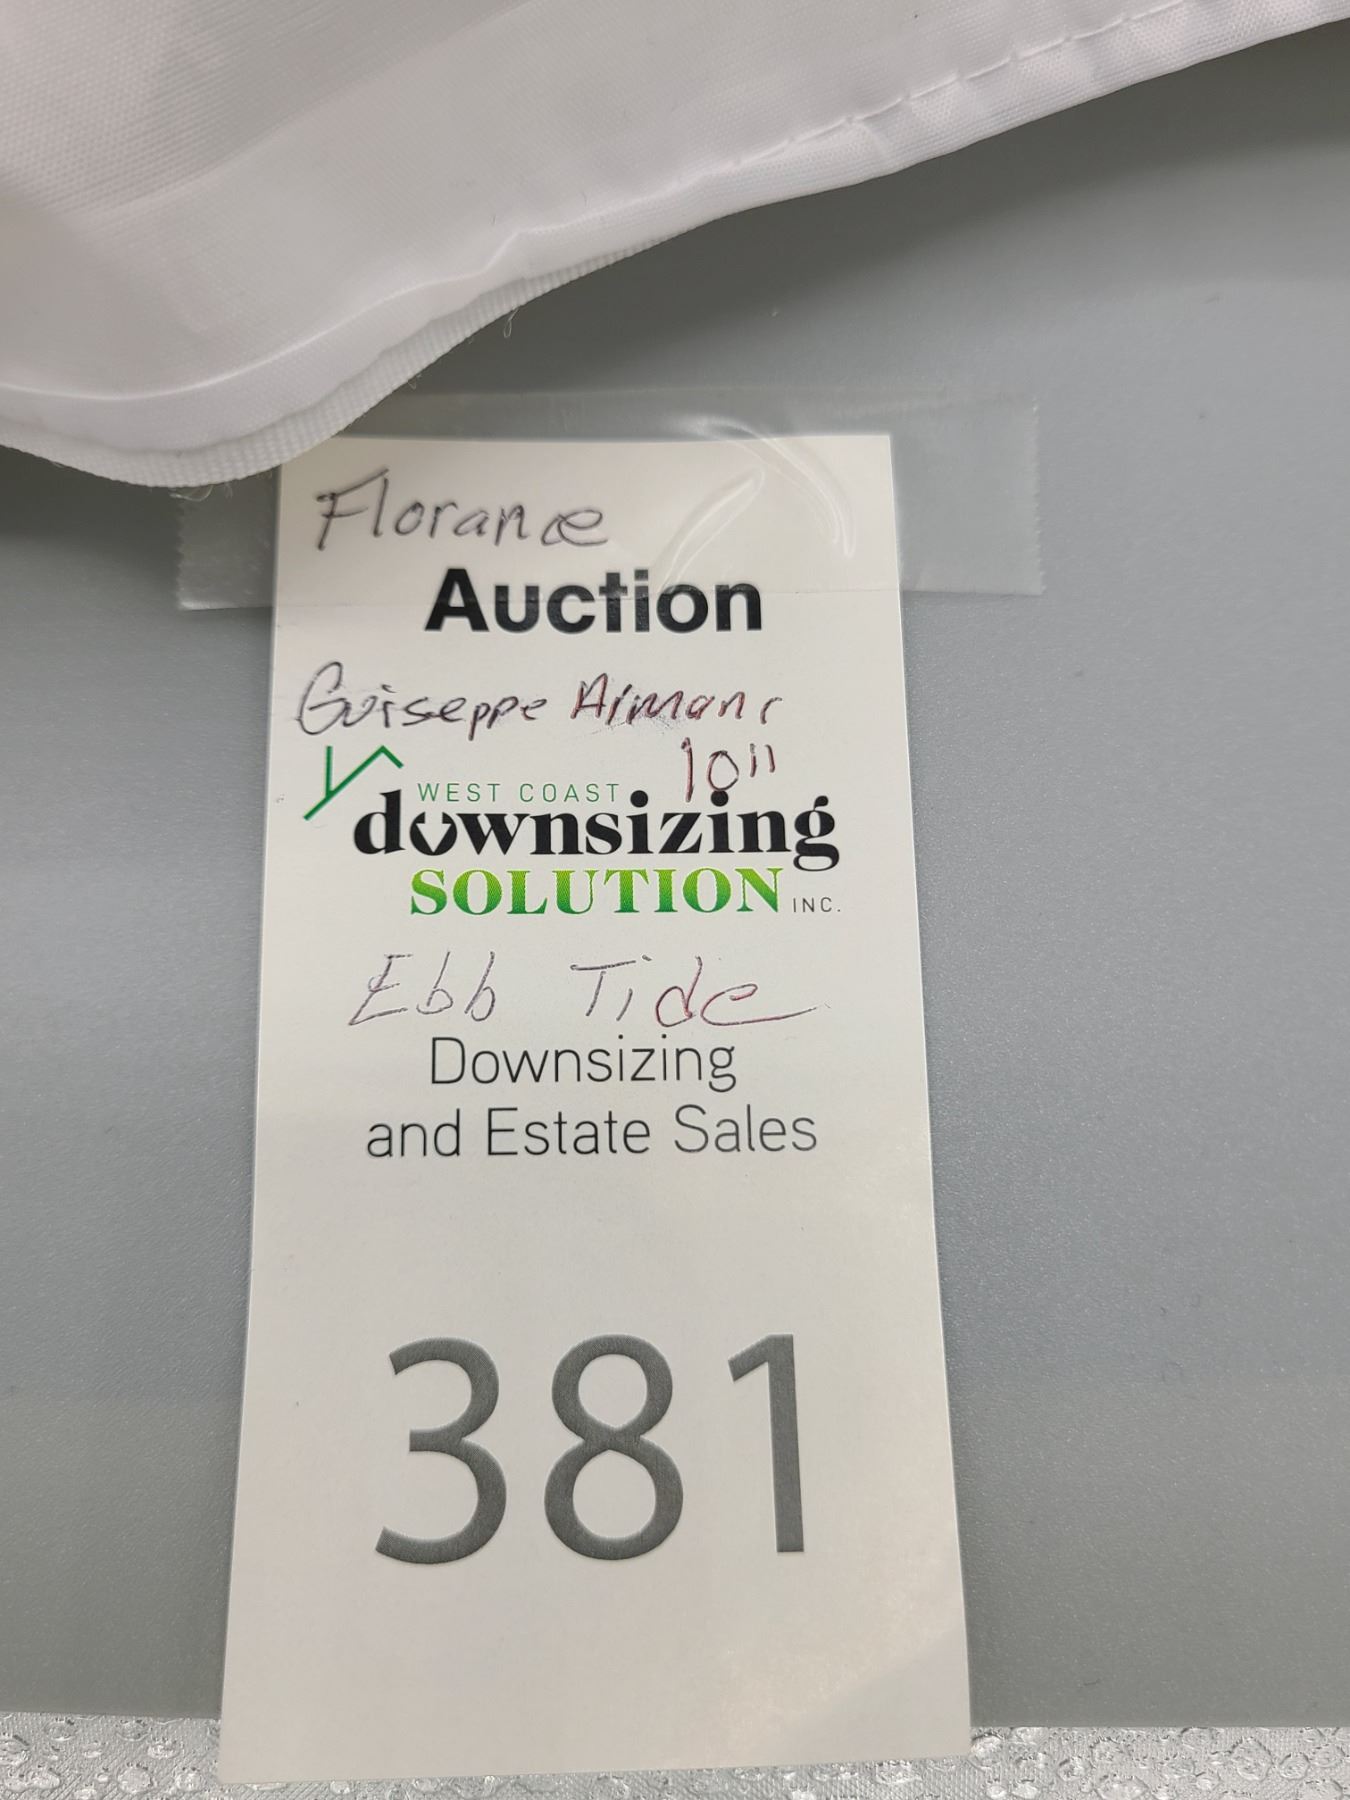 Florance
Auction
Guiseppe Armani
10"
WEST COAST
downsizing
SOLUTION INC.
Ebb Tide
Downsizing
and Estate Sales
381